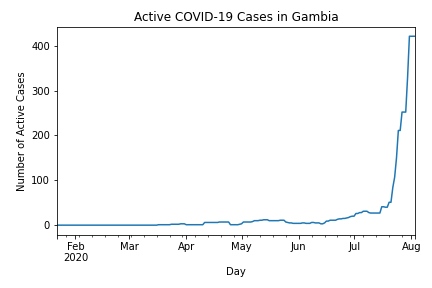 Active COVID-19 Cases in Gambia
Number of Active Cases
400
300
200
100
0
Feb
2020
Mar
Apr
May
Jun
Jul
Aug
Day